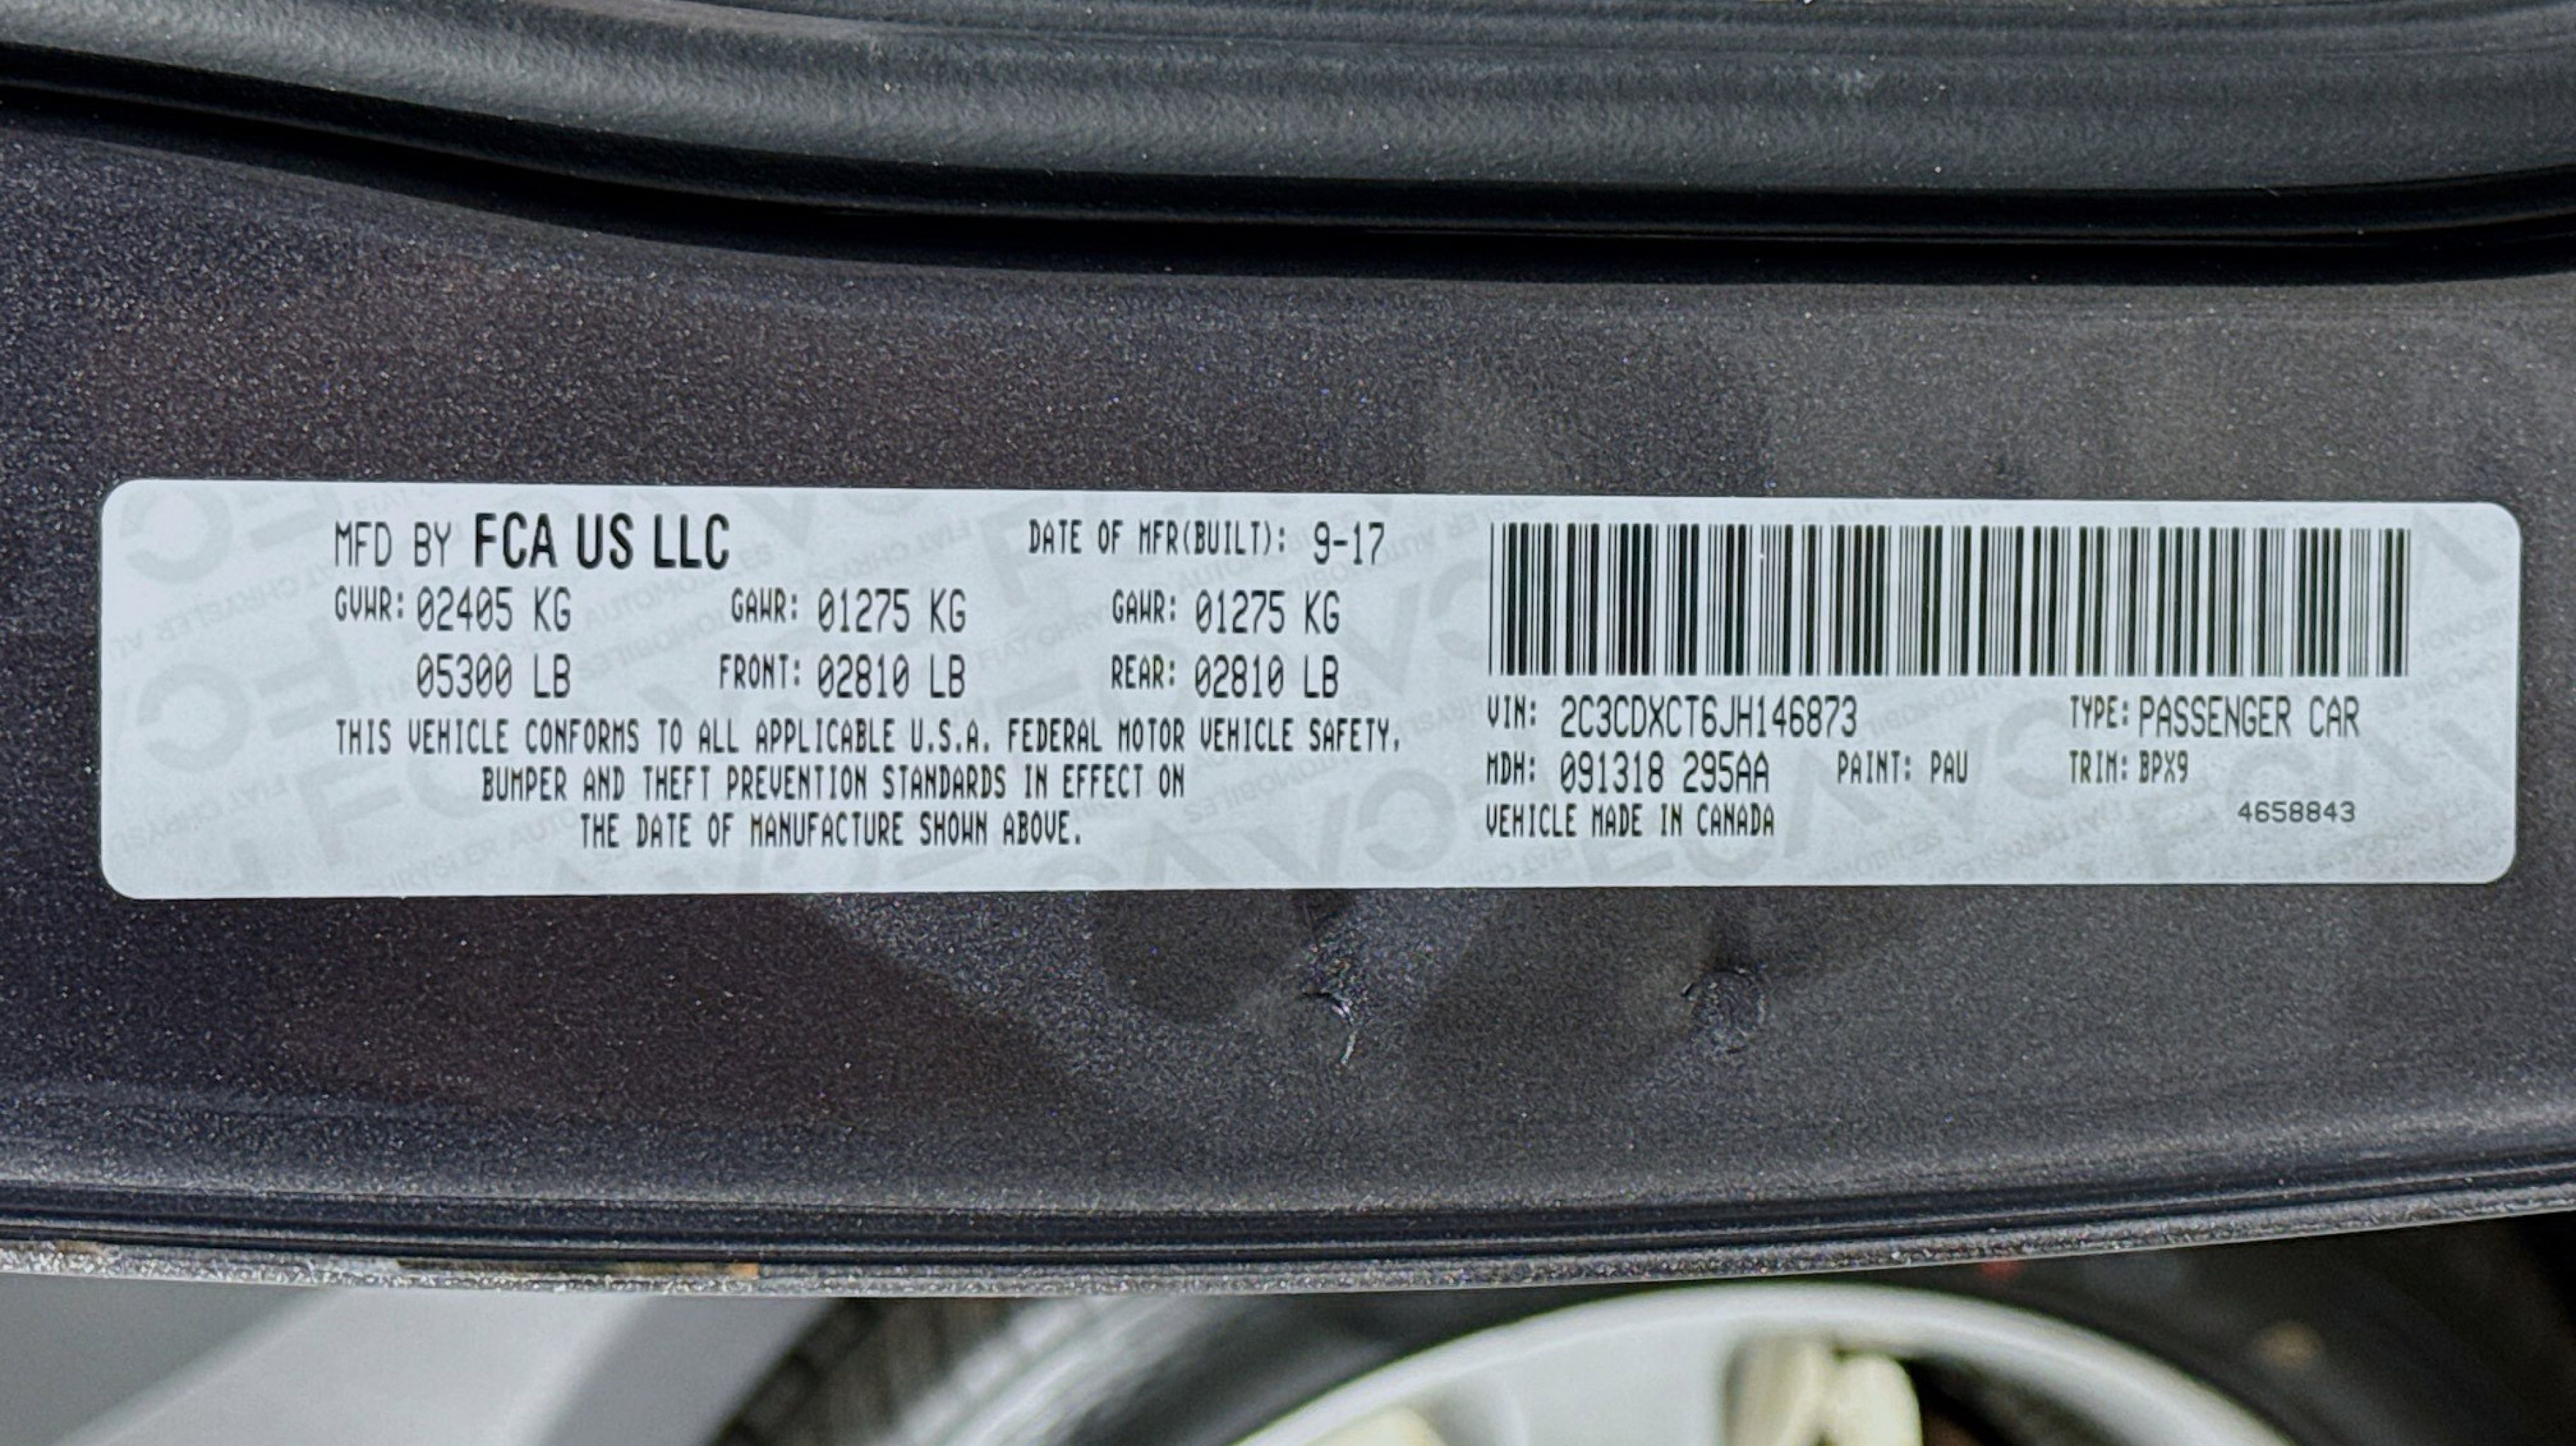 MFD BY FCA US LLC DATE OF MFR(BUILT): 9-17
GVWR: 02405 KG GAWR: 01275 KG GAWR: 01275 KG
05300 LB FRONT: 02810 LB REAR: 02810 LB
THIS VEHICLE CONFORMS TO ALL APPLICABLE U.S.A. FEDERAL MOTOR VEHICLE SAFETY,
BUMPER AND THEFT PREVENTION STANDARDS IN EFFECT ON
THE DATE OF MANUFACTURE SHOWN ABOVE.
VIN: 2C3CDXCT6JH146873 TYPE: PASSENGER CAR
MDH: 091318 295AA PAINT: PAU TRIM: BPX9
VEHICLE MADE IN CANADA
4658843